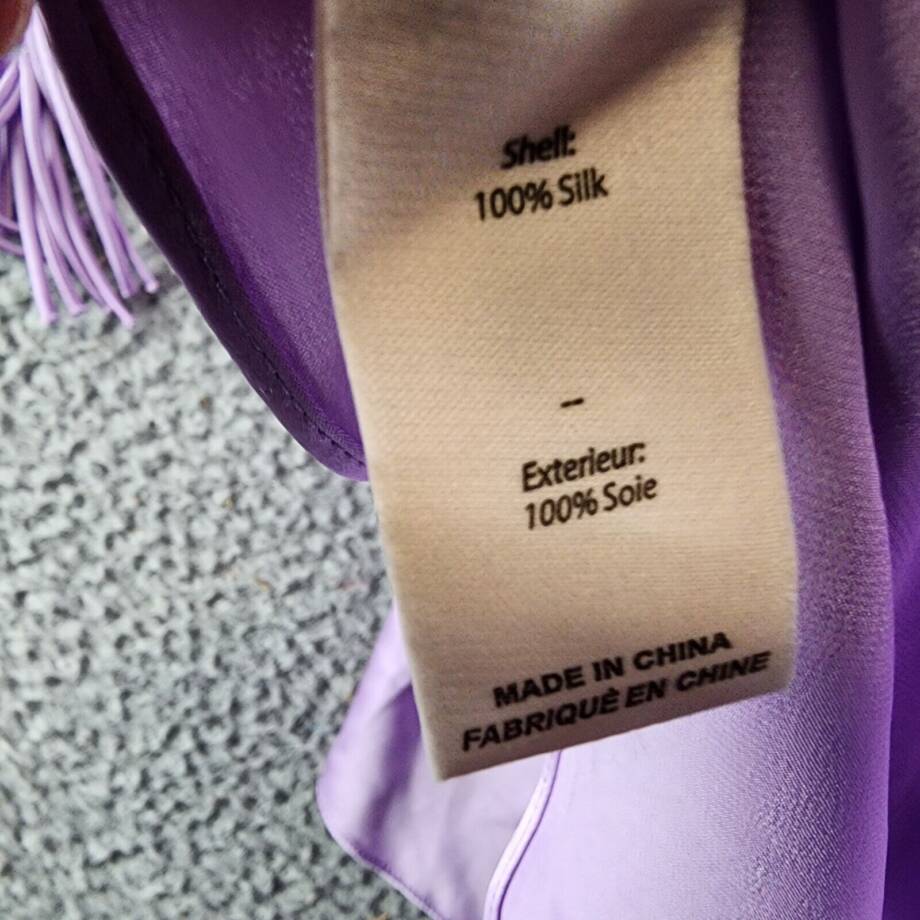 Shell:
100% Silk
–
Exterieur:
100% Soie
MADE IN CHINA
FABRIQUÈ EN CHINE